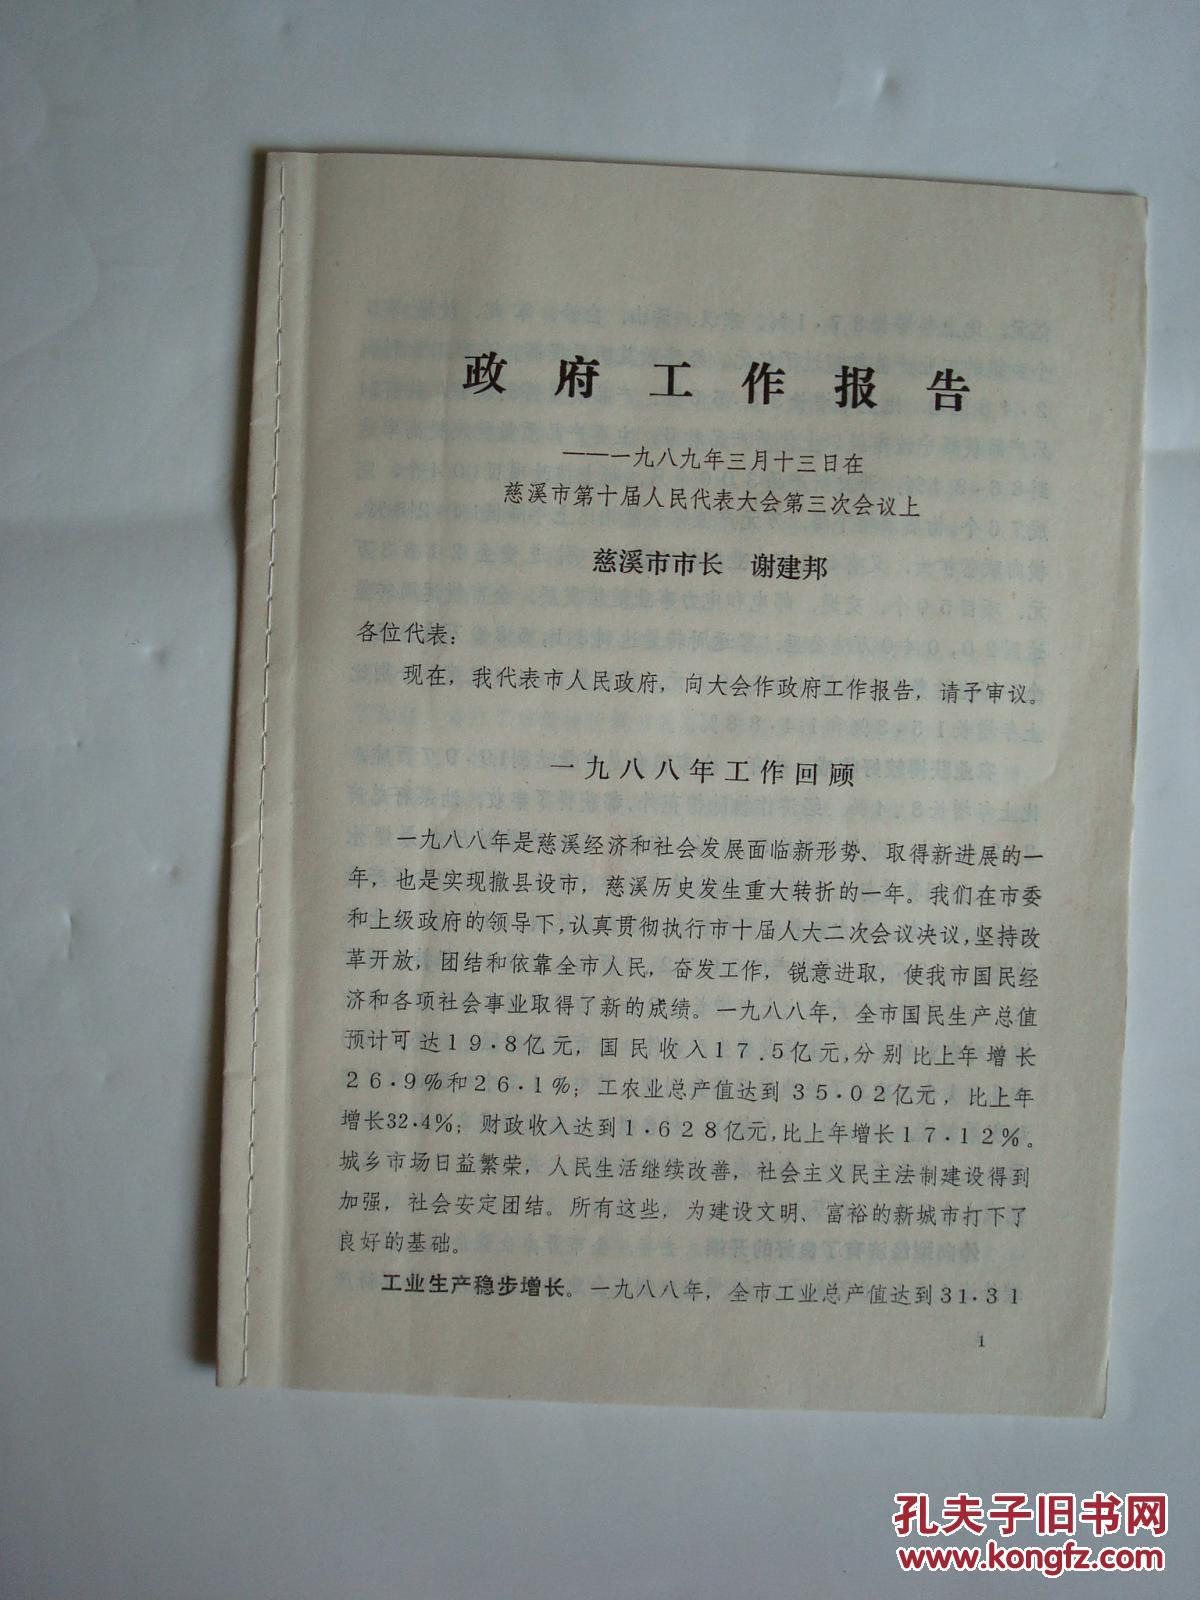 政府工作报告
——一九八九年三月十三日在
慈溪市第十届人民代表大会第三次会议上
慈溪市市长 谢建邦
各位代表：
现在，我代表市人民政府，向大会作政府工作报告，请予审议。
一九八八年工作回顾
一九八八年是慈溪经济和社会发展面临新形势、取得新进展的一
年，也是实现撤县设市，慈溪历史发生重大转折的一年。我们在市委
和上级政府的领导下，认真贯彻执行市十届人大二次会议决议，坚持改
革开放，团结和依靠全市人民，奋发工作，锐意进取，使我市国民经
济和各项社会事业取得了新的成绩。一九八八年，全市国民生产总值
预计可达19.8亿元，国民收入17.5亿元，分别比上年增长
26.9%和26.1%；工农业总产值达到35.02亿元，比上年
增长32.4%；财政收入达到1.628亿元，比上年增长17.12%。
城乡市场日益繁荣，人民生活继续改善，社会主义民主法制建设得到
加强，社会安定团结。所有这些，为建设文明、富裕的新城市打下了
良好的基础。
工业生产稳步增长。一九八八年，全市工业总产值达到31.31
1
孔夫子旧书网
www.kongfz.com